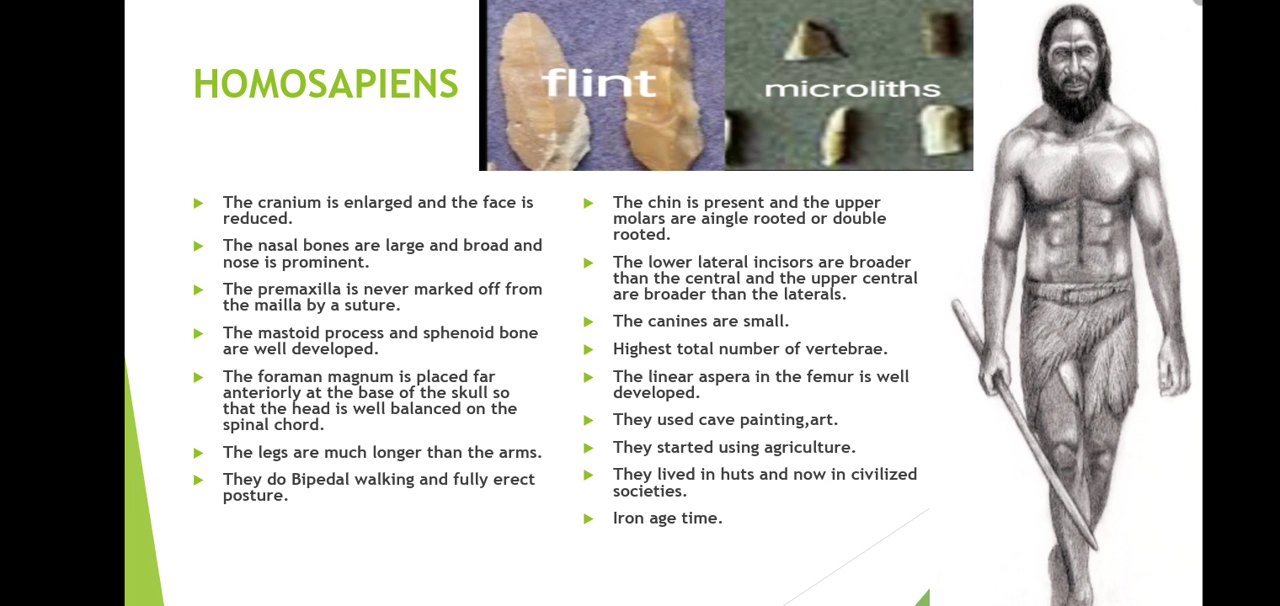 HOMOSAPIENS
flint
microliths
The cranium is enlarged and the face is
reduced.
The nasal bones are large and broad and
nose is prominent.
The premaxilla is never marked off from
the mailla by a suture.
The mastoid process and sphenoid bone
are well developed.
The foraman magnum is placed far
anteriorly at the base of the skull so
that the head is well balanced on the
spinal chord.
The legs are much longer than the arms.
They do Bipedal walking and fully erect
posture.
The chin is present and the upper
molars are aingle rooted or double
rooted.
The lower lateral incisors are broader
than the central and the upper central
are broader than the laterals.
The canines are small.
Highest total number of vertebrae.
The linear aspera in the femur is well
developed.
They used cave painting,art.
They started using agriculture.
They lived in huts and now in civilized
societies.
Iron age time.